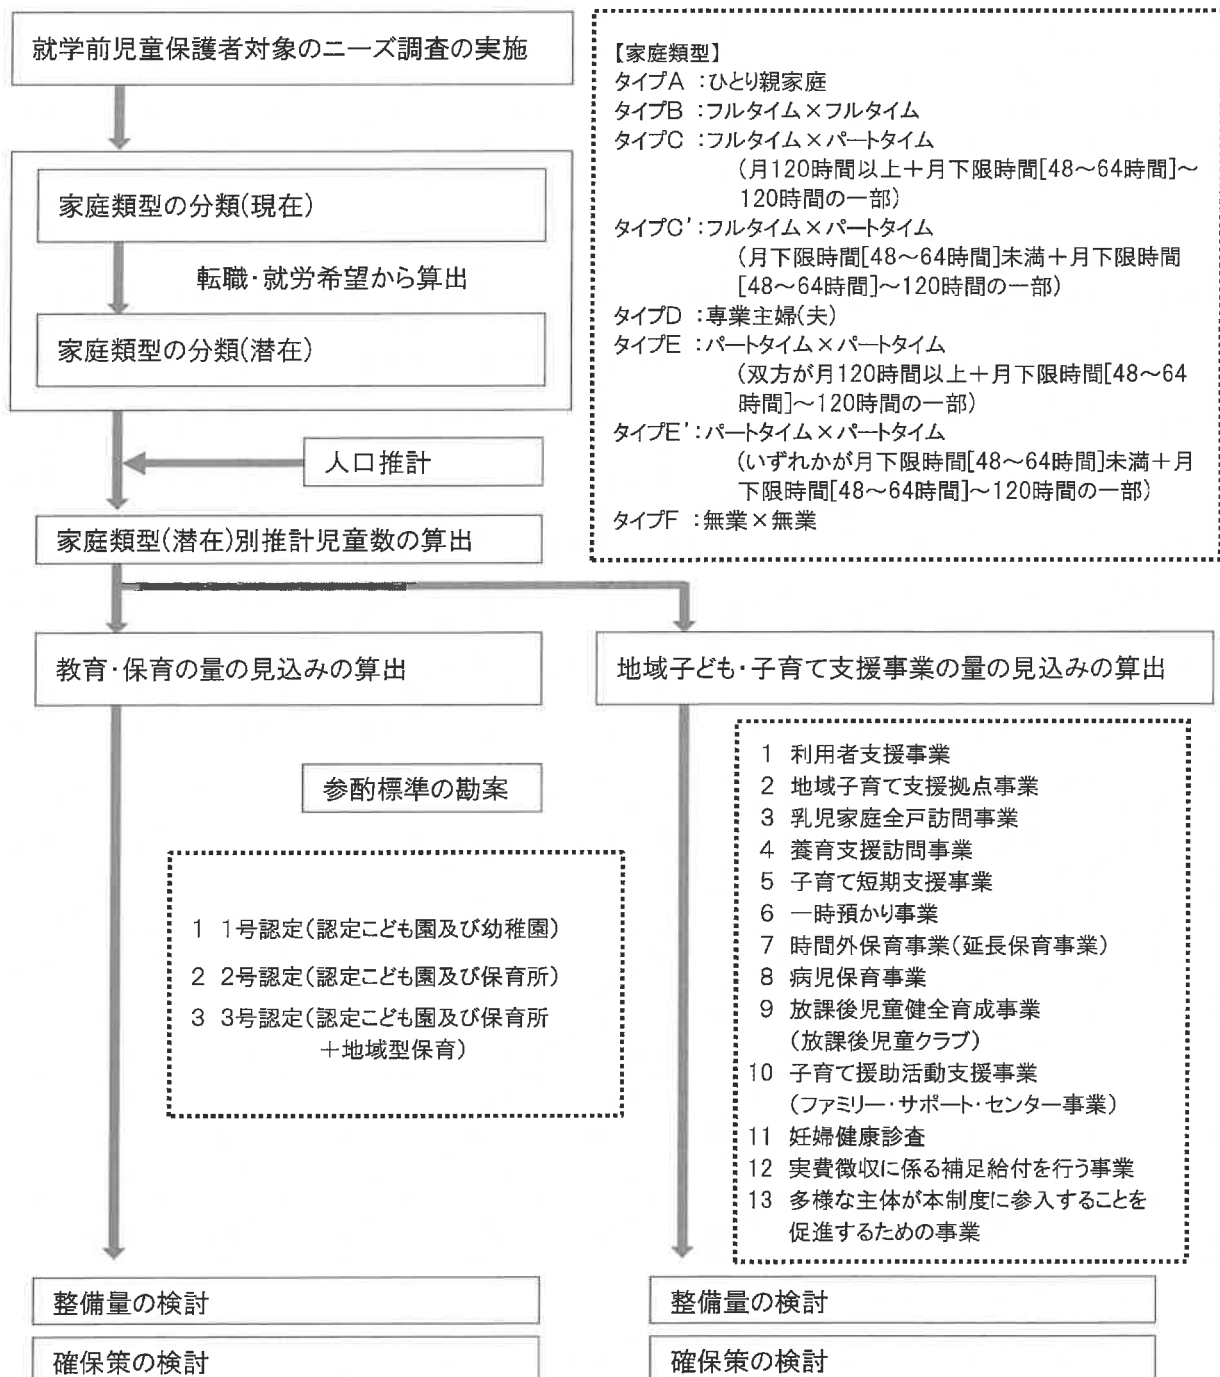 就学前児童保護者対象のニーズ調査の実施
家庭類型の分類(現在)
転職・就労希望から算出
家庭類型の分類(潜在)
人口推計
家庭類型(潜在)別推計児童数の算出
【家庭類型】
タイプA :ひとり親家庭
タイプB :フルタイム×フルタイム
タイプC :フルタイム×パートタイム
(月120時間以上+月下限時間[48~64時間]~
120時間の一部)
タイプC':フルタイム×パートタイム
(月下限時間[48~64時間]未満+月下限時間
[48~64時間]~120時間の一部)
タイプD :専業主婦(夫)
タイプE :パートタイム×パートタイム
(双方が月120時間以上+月下限時間[48~64
時間]~120時間の一部)
タイプE':パートタイム×パートタイム
(いずれかが月下限時間[48~64時間]未満+月
下限時間[48~64時間]~120時間の一部)
タイプF :無業×無業
教育・保育の量の見込みの算出
参酌標準の勘案
1 1号認定(認定こども園及び幼稚園)
2 2号認定(認定こども園及び保育所)
3 3号認定(認定こども園及び保育所
+地域型保育)
整備量の検討
確保策の検討
地域子ども・子育て支援事業の量の見込みの算出
1 利用者支援事業
2 地域子育て支援拠点事業
3 乳児家庭全戸訪問事業
4 養育支援訪問事業
5 子育て短期支援事業
6 一時預かり事業
7 時間外保育事業(延長保育事業)
8 病児保育事業
9 放課後児童健全育成事業
(放課後児童クラブ)
10 子育て援助活動支援事業
(ファミリー・サポート・センター事業)
11 妊婦健康診査
12 実費徴収に係る補足給付を行う事業
13 多様な主体が本制度に参入することを
促進するための事業
整備量の検討
確保策の検討